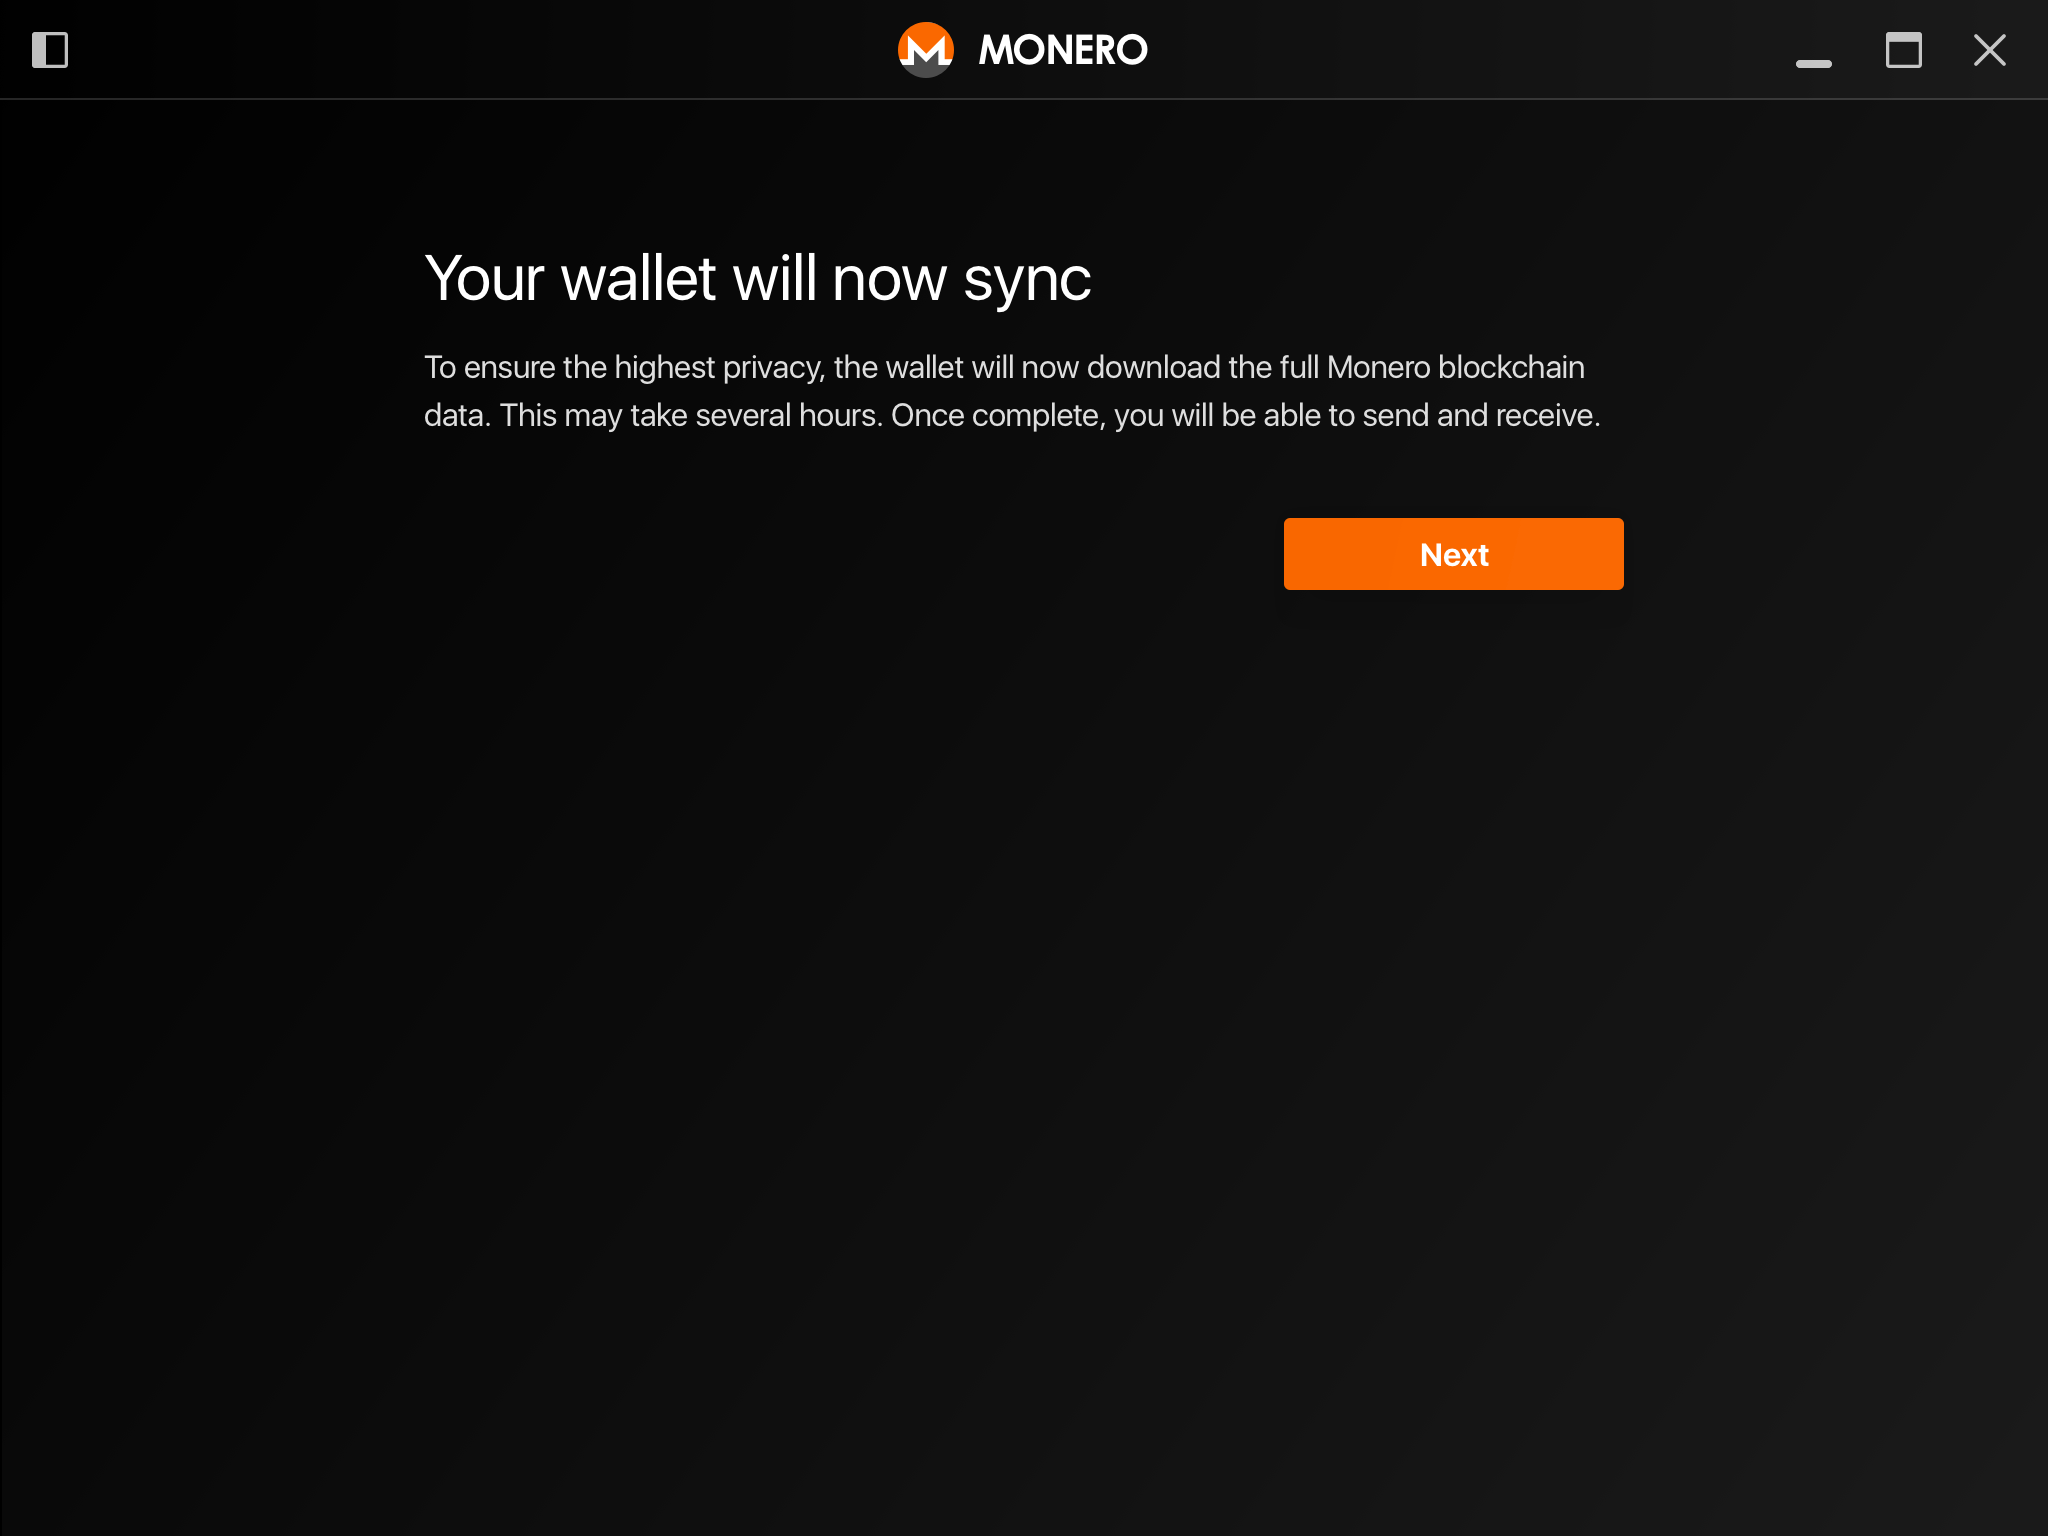 MONERO
Your wallet will now sync
To ensure the highest privacy, the wallet will now download the full Monero blockchain
data. This may take several hours. Once complete, you will be able to send and receive.
Next